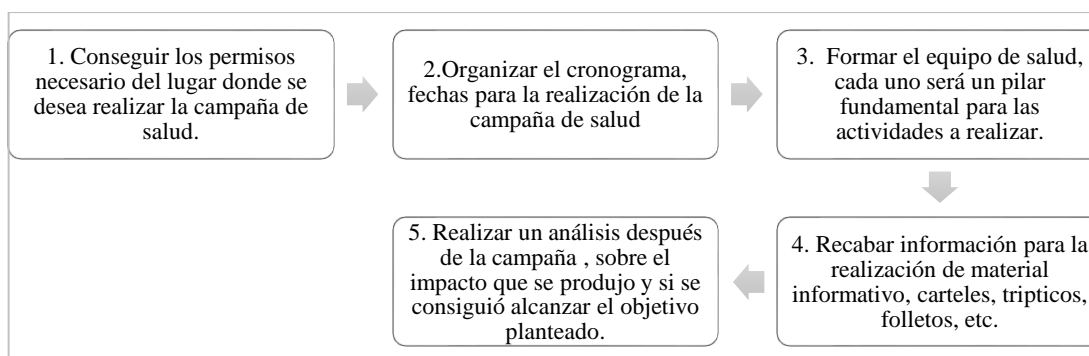 1. Conseguir los permisos
necesario del lugar donde se
desea realizar la campaña de
salud.
2.Organizar el cronograma,
fechas para la realización de la
campaña de salud
3. Formar el equipo de salud,
cada uno será un pilar
fundamental para las
actividades a realizar.
4. Recabar información para la
realización de material
informativo, carteles, tripticos,
folletos, etc.
5. Realizar un análisis después
de la campaña , sobre el
impacto que se produjo y si se
consiguió alcanzar el objetivo
planteado.